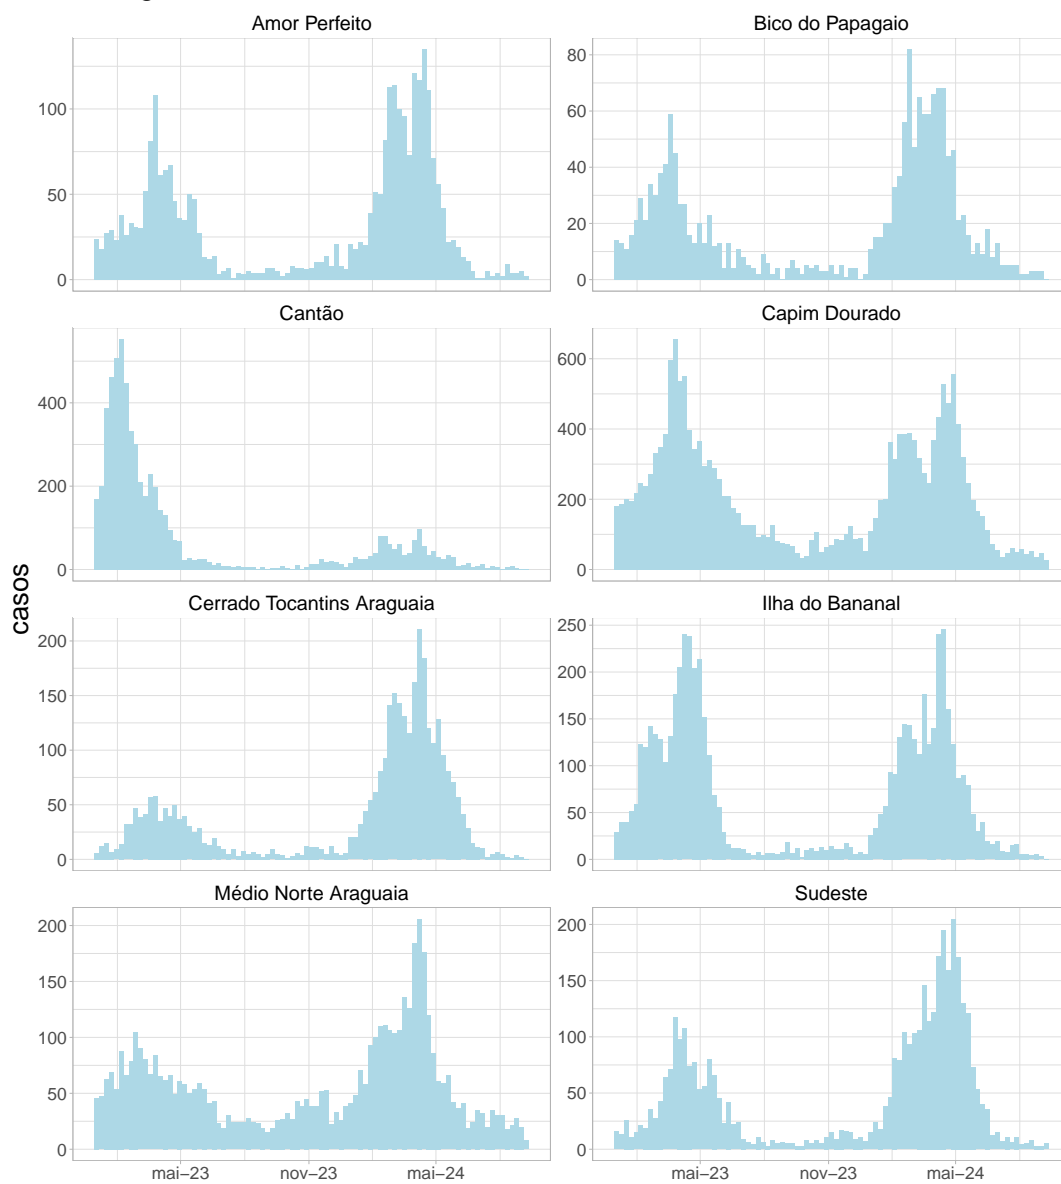 Amor Perfeito
Bico do Papagaio
100
50
0
80
60
40
20
0
Cantão
Capim Dourado
400
200
0
600
400
200
0
casos
Cerrado Tocantins Araguaia
Ilha do Bananal
200
150
100
50
0
250
200
150
100
50
0
Médio Norte Araguaia
Sudeste
200
150
100
50
0
200
150
100
50
0
mai–23
nov–23
mai–24
mai–23
nov–23
mai–24